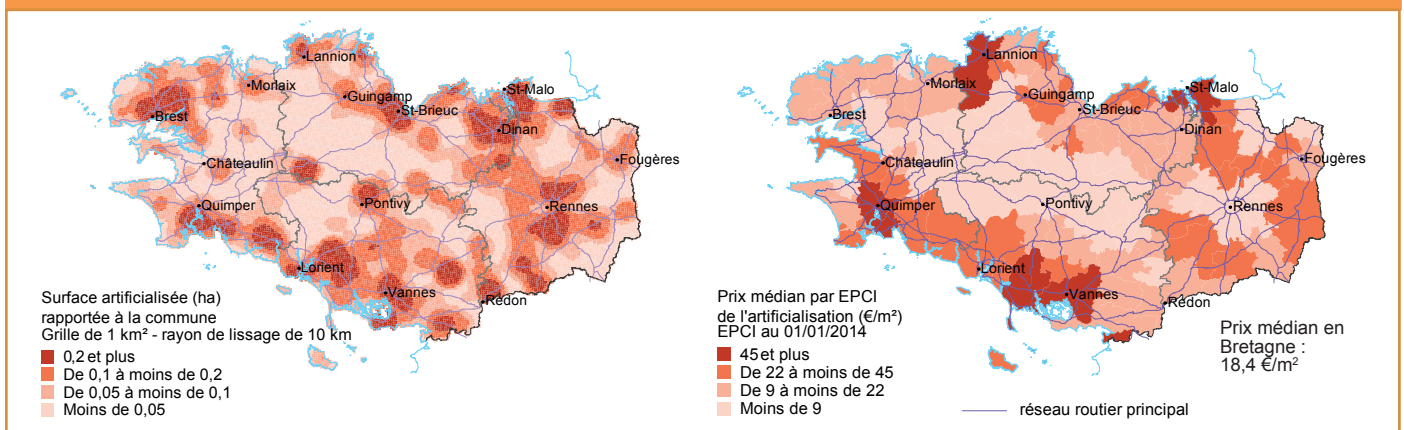 Lannion
Morlaix
St-Malo
Guingamp
St-Brieuc
Brest
Dinan
Châteaulin
Fougères
Pontivy
Quimper
Rennes
Lorient
Vannes
Redon
Surface artificialisée (ha)
rapportée à la commune
Grille de 1 km² - rayon de lissage de 10 km
0,2 et plus
De 0,1 à moins de 0,2
De 0,05 à moins de 0,1
Moins de 0,05
Lannion
Morlaix
St-Malo
Guingamp
St-Brieuc
Brest
Dinan
Châteaulin
Fougères
Quimper
Pontivy
Rennes
Lorient
Vannes
Redon
Prix médian par EPCI
de l'artificialisation (€/m²)
EPCI au 01/01/2014
45 et plus
De 22 à moins de 45
De 9 à moins de 22
Moins de 9
Prix médian en
Bretagne :
18,4 €/m²
réseau routier principal